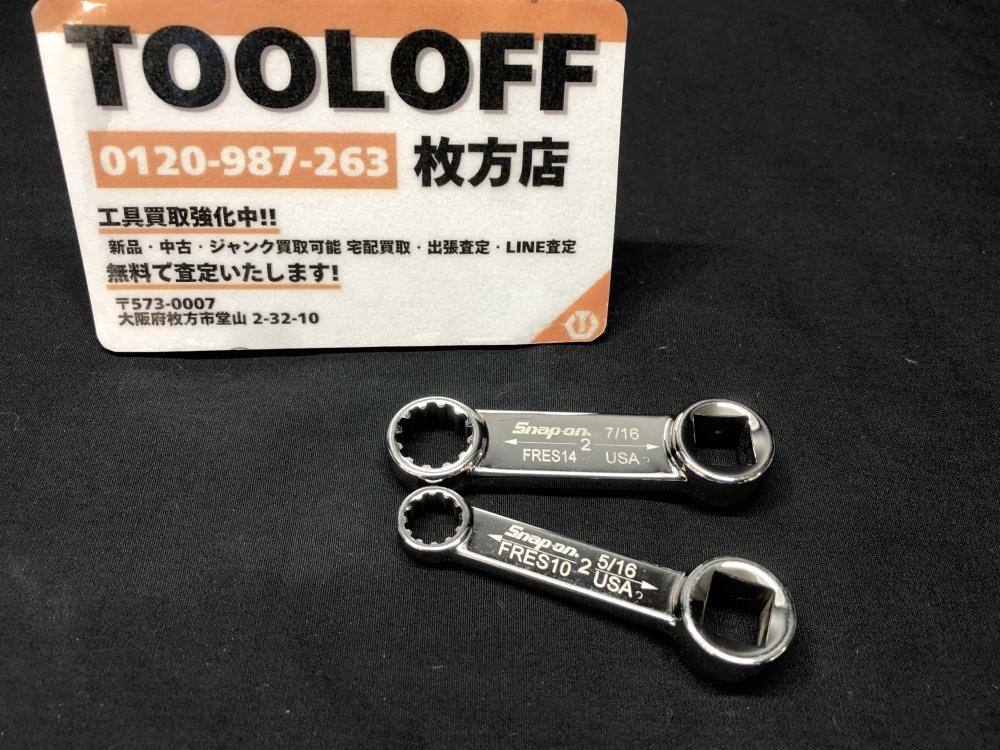 TOOLOFF
0120-987-263 枚方店
工具買取強化中!!
新品・中古・ジャンク買取可能 宅配買取・出張査定・LINE査定
無料で査定いたします!
〒573-0007
大阪府枚方市堂山 2-32-10
Snap-on 7/16
2
FRES14 USA
Snap-on 5/16
2
FRES10 USA